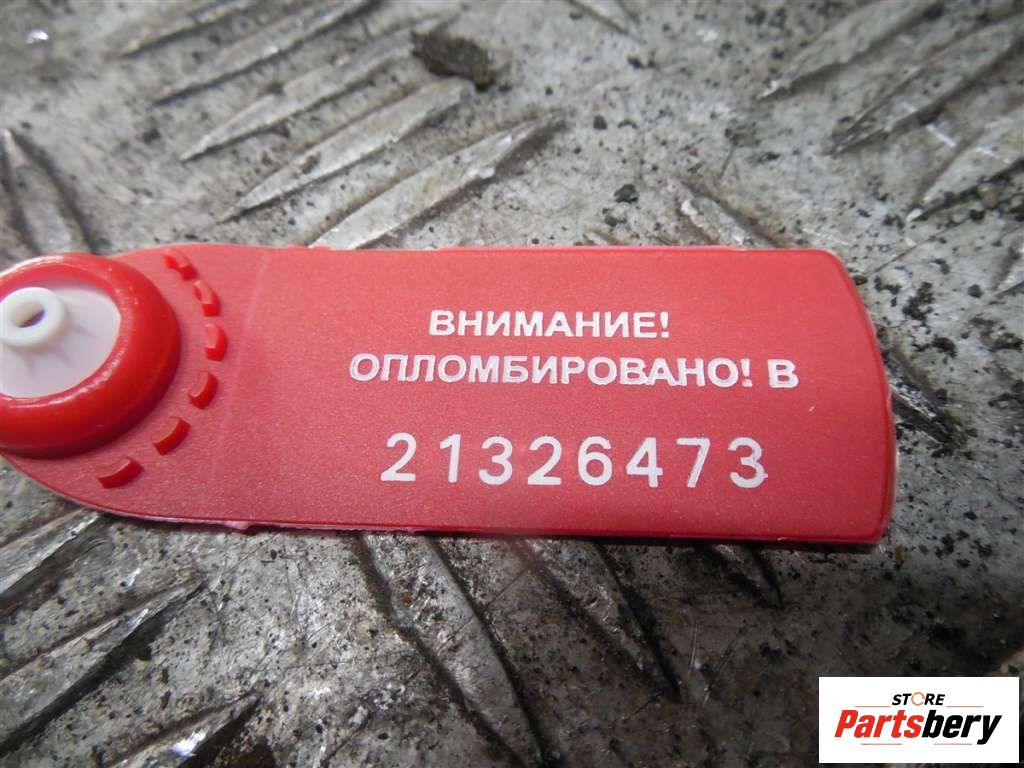 ВНИМАНИЕ!
ОПЛОМБИРОВАНО! В
21326473
STORE
Partsbery